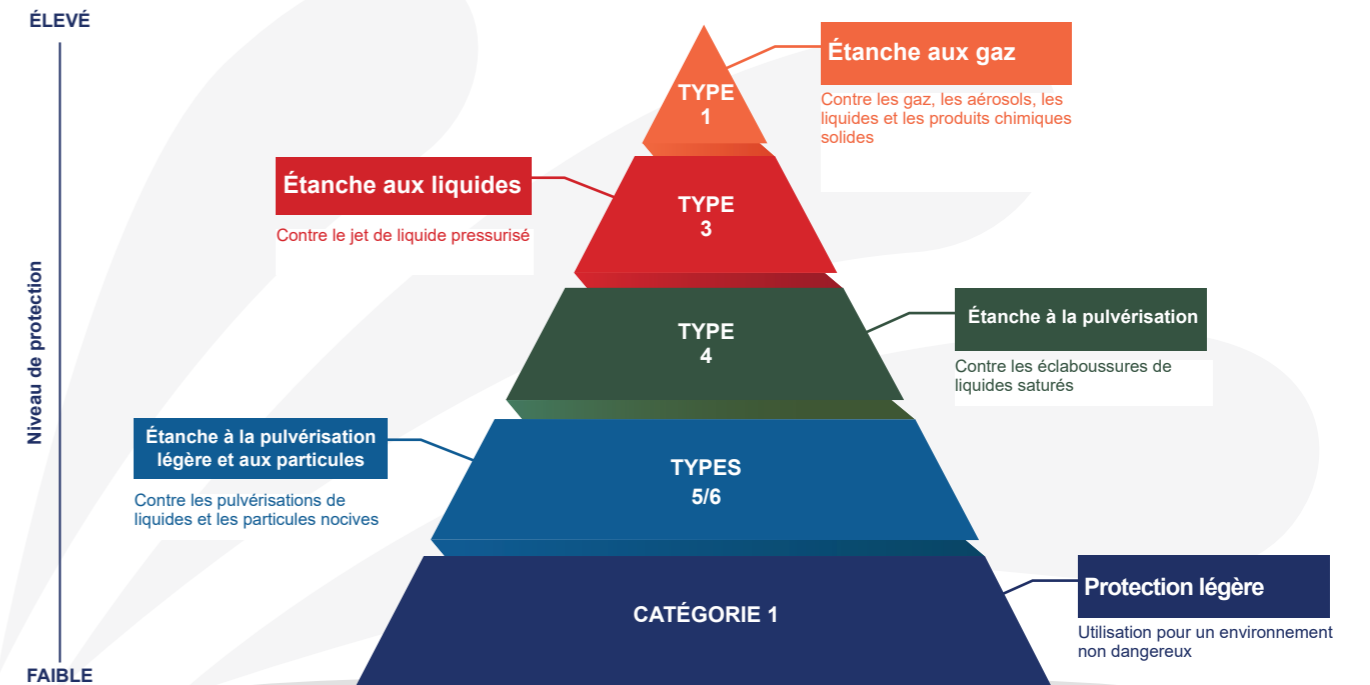 ÉLEVÉ
Niveau de protection
FAIBLE
TYPE
1
Étanche aux gaz
Contre les gaz, les aérosols, les
liquides et les produits chimiques
solides
Étanche aux liquides
Contre le jet de liquide pressurisé
TYPE
3
TYPE
4
Étanche à la pulvérisation
Contre les éclaboussures de
liquides saturés
Étanche à la pulvérisation
légère et aux particules
Contre les pulvérisations de
liquides et les particules nocives
TYPES
5/6
CATÉGORIE 1
Protection légère
Utilisation pour un environnement
non dangereux